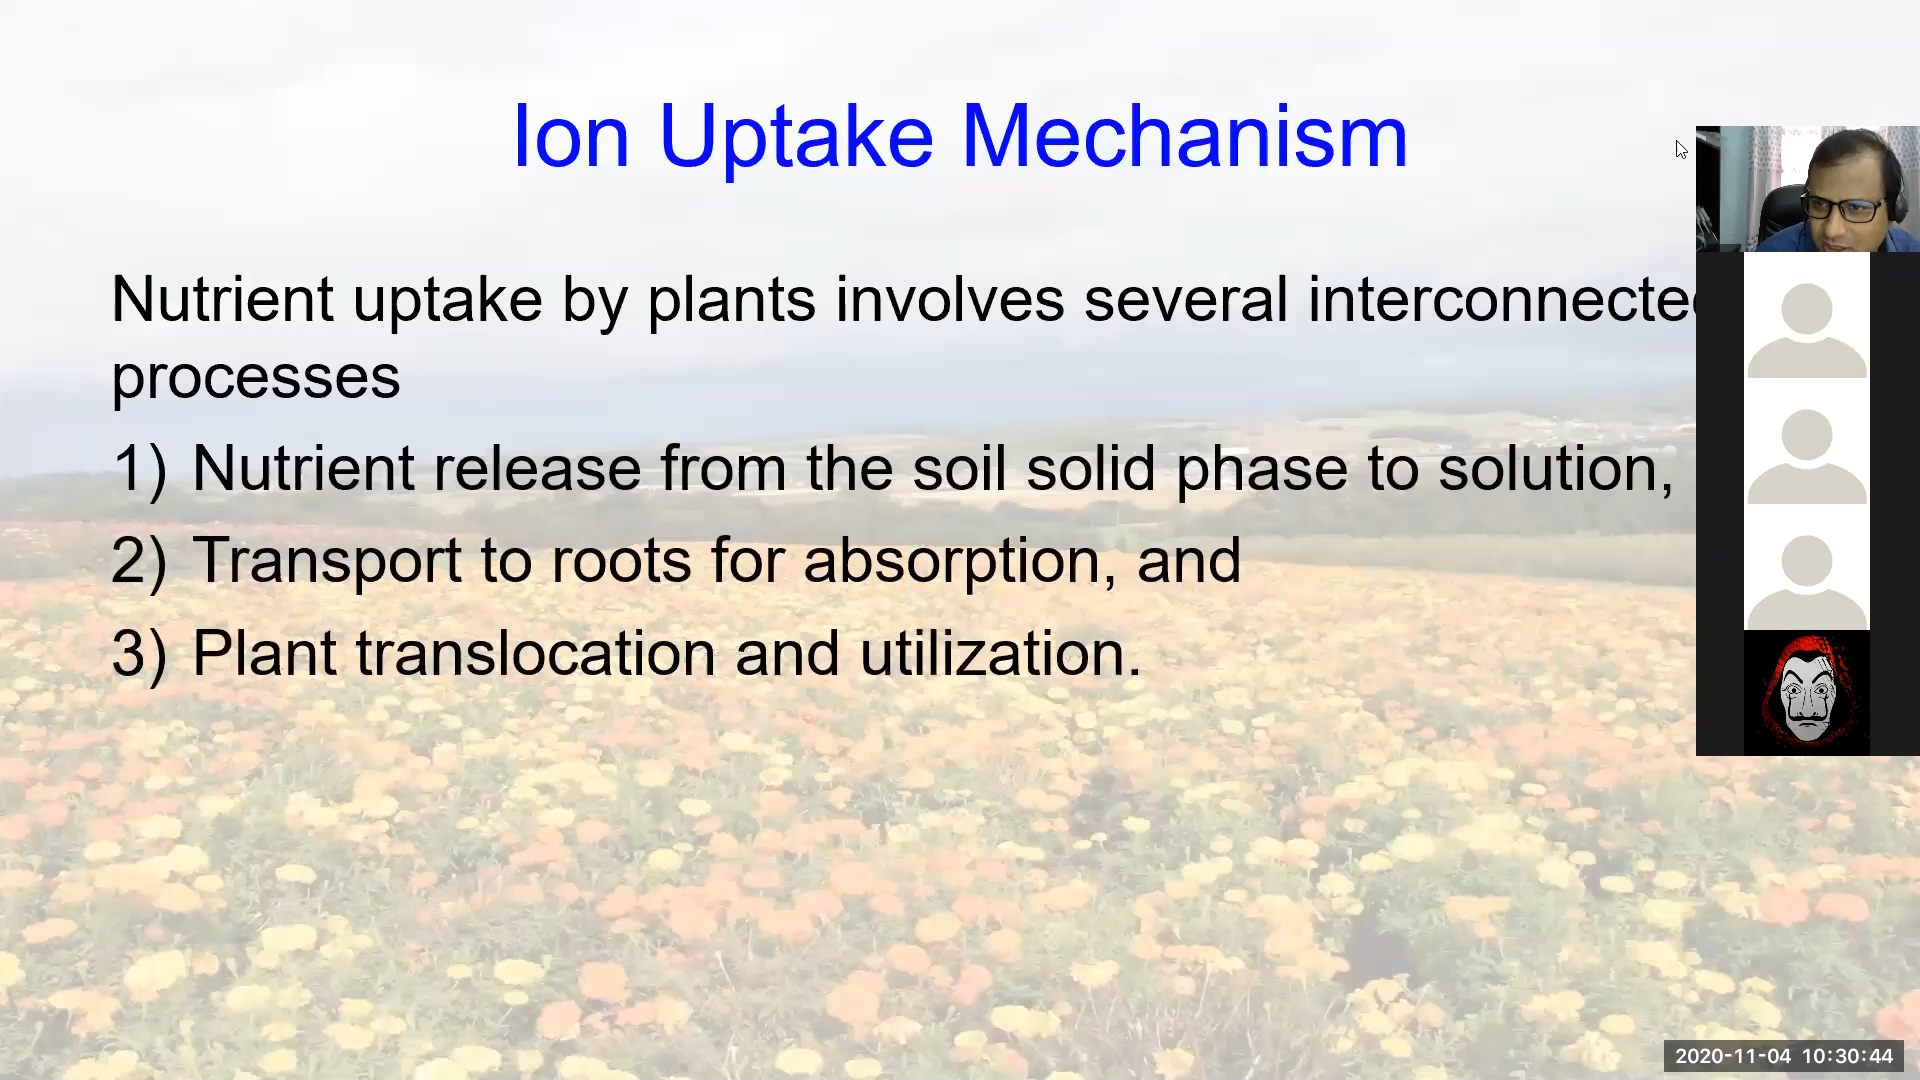 Ion Uptake Mechanism
Nutrient uptake by plants involves several interconnected
processes
1) Nutrient release from the soil solid phase to solution,
2) Transport to roots for absorption, and
3) Plant translocation and utilization.
2020-11-04 10:30:44